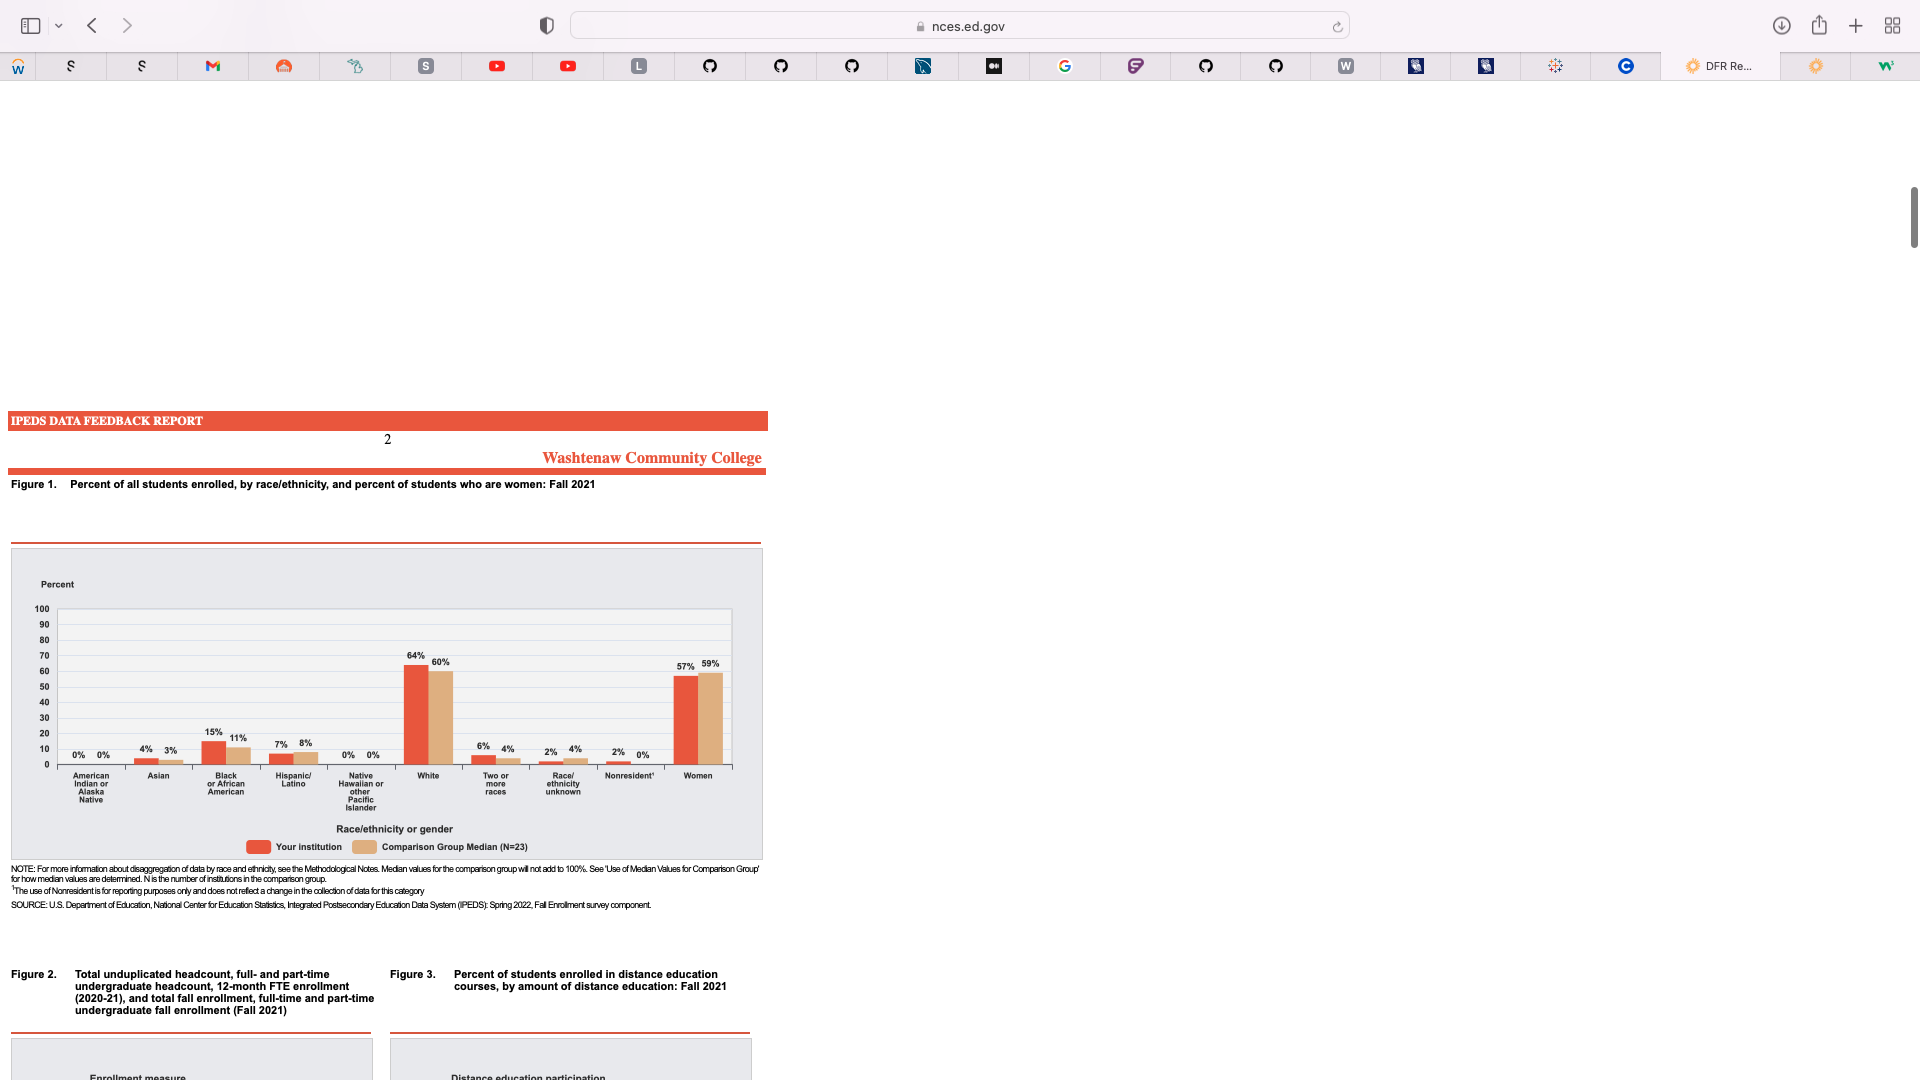 nces.ed.gov
S
S
S
L
G
W
C
DFR Re...
IPEDS DATA FEEDBACK REPORT
2
Washtenaw Community College
Figure 1. Percent of all students enrolled, by race/ethnicity, and percent of students who are women: Fall 2021
Percent
100
90
80
70
60
50
40
30
20
10
0
0% 0% 4% 3% 15% 11% 7% 8% 0% 0% 64% 60% 6% 4% 2% 4% 2% 0% 57% 59%
American
Indian or
Alaska
Native
Asian
Black
or African
American
Hispanic/
Latino
Native
Hawaiian or
other
Pacific
Islander
White
Two or
more
races
Race/
ethnicity
unknown
Nonresident¹
Women
Race/ethnicity or gender
Your institution Comparison Group Median (N=23)
NOTE: For more information about disaggregation of data by race and ethnicity, see the Methodological Notes. Median values for the comparison group will not add to 100%. See 'Use of Median Values for Comparison Group'
for how median values are determined. N is the number of institutions in the comparison group.
¹The use of Nonresident is for reporting purposes only and does not reflect a change in the collection of data for this category
SOURCE: U.S. Department of Education, National Center for Education Statistics, Integrated Postsecondary Education Data System (IPEDS): Spring 2022, Fall Enrollment survey component.
Figure 2. Total unduplicated headcount, full- and part-time
undergraduate headcount, 12-month FTE enrollment
(2020-21), and total fall enrollment, full-time and part-time
undergraduate fall enrollment (Fall 2021)
Figure 3. Percent of students enrolled in distance education
courses, by amount of distance education: Fall 2021
Enrollment measure
Distance education participation